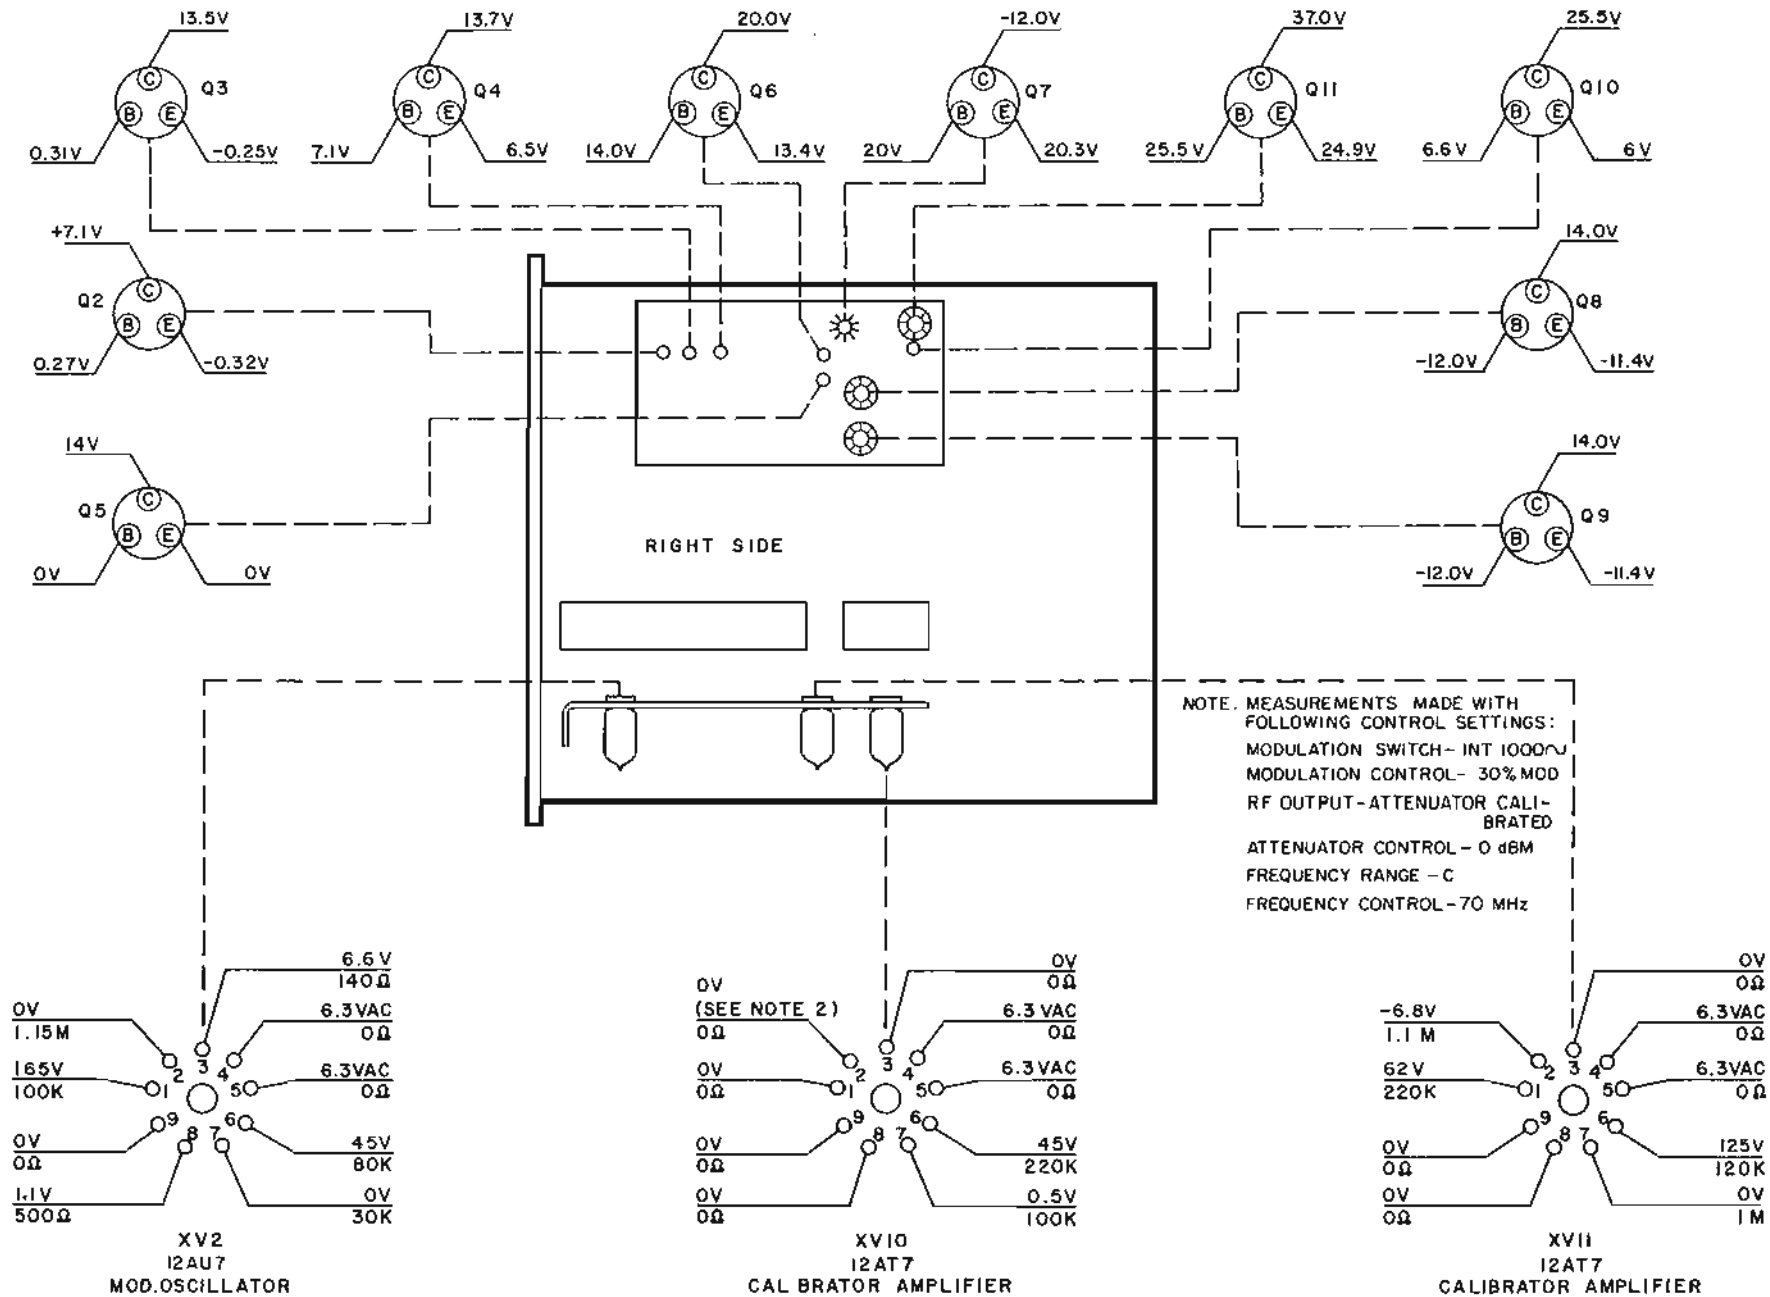 13.5V
13.7V
20.0V
-12.0V
37.0V
25.5V
C
Q3
B
E
0.31V
-0.25V
C
Q4
B
E
7.1V
6.5V
C
Q6
B
E
14.0V
13.4V
C
Q7
B
E
20V
20.3V
C
Q11
B
E
25.5V
24.9V
C
Q10
B
E
6.6V
6V
+7.1V
C
Q2
B
E
0.27V
-0.32V
14.0V
C
Q8
B
E
-12.0V
-11.4V
14V
C
Q5
B
E
0V
0V
14.0V
C
Q9
B
E
-12.0V
-11.4V
RIGHT SIDE
NOTE. MEASUREMENTS MADE WITH
FOLLOWING CONTROL SETTINGS:
MODULATION SWITCH-INT 1000~
MODULATION CONTROL- 30%MOD
RF OUTPUT-ATTENUATOR CALI-
BRATED
ATTENUATOR CONTROL-0 dBM
FREQUENCY RANGE -C
FREQUENCY CONTROL-70 MHz
6.6V
140Ω
0V
1.15M
6.3VAC
0Ω
165V
100K
6.3VAC
0Ω
1 2 3 4 5 6 7 8 9
0V
0Ω
45V
80K
1.1V
500Ω
0V
30K
XV2
12AU7
MOD.OSCILLATOR
0V
(SEE NOTE 2)
0Ω
0V
0Ω
6.3VAC
0Ω
0V
0Ω
6.3VAC
0Ω
1 2 3 4 5 6 7 8 9
0V
0Ω
45V
220K
0V
0Ω
0.5V
100K
XV10
12AT7
CAL BRATOR AMPLIFIER
0V
0Ω
-6.8V
1.1M
6.3VAC
0Ω
62V
220K
6.3VAC
0Ω
1 2 3 4 5 6 7 8 9
0V
0Ω
125V
120K
0V
0Ω
0V
1M
XV11
12AT7
CALIBRATOR AMPLIFIER